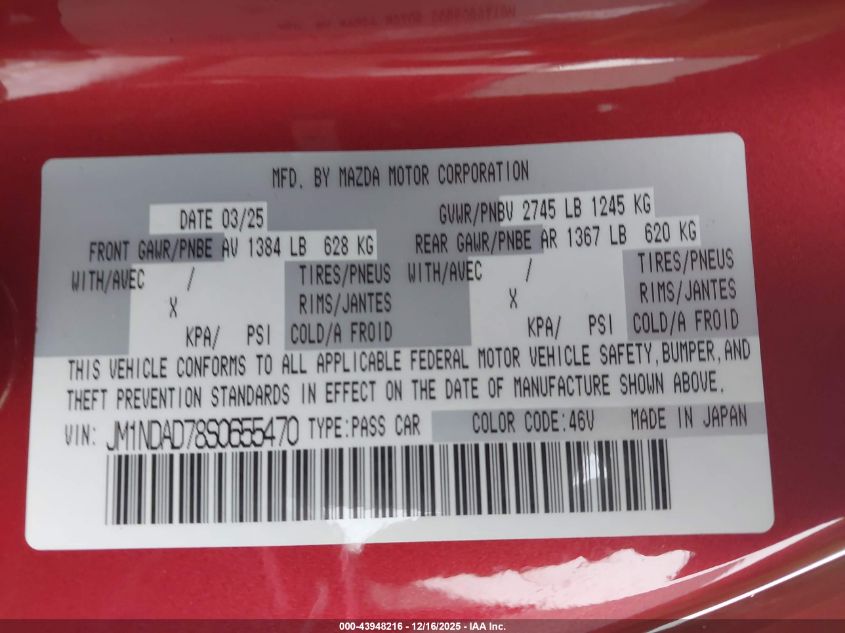 MFD. BY MAZDA MOTOR CORPORATION
DATE 03/25 GVWR/PNBV 2745 LB 1245 KG
FRONT GAWR/PNBE AV 1384 LB 628 KG REAR GAWR/PNBE AR 1367 LB 620 KG
WITH/AVEC / TIRES/PNEUS WITH/AVEC / TIRES/PNEUS
X RIMS/JANTES X RIMS/JANTES
KPA/ PSI COLD/A FROID KPA/ PSI COLD/A FROID
THIS VEHICLE CONFORMS TO ALL APPLICABLE FEDERAL MOTOR VEHICLE SAFETY, BUMPER, AND
THEFT PREVENTION STANDARDS IN EFFECT ON THE DATE OF MANUFACTURE SHOWN ABOVE.
VIN: JM1NDAD78S0655470 TYPE:PASS CAR COLOR CODE:46V MADE IN JAPAN
000-43948216 - 12/16/2025 - IAA Inc.